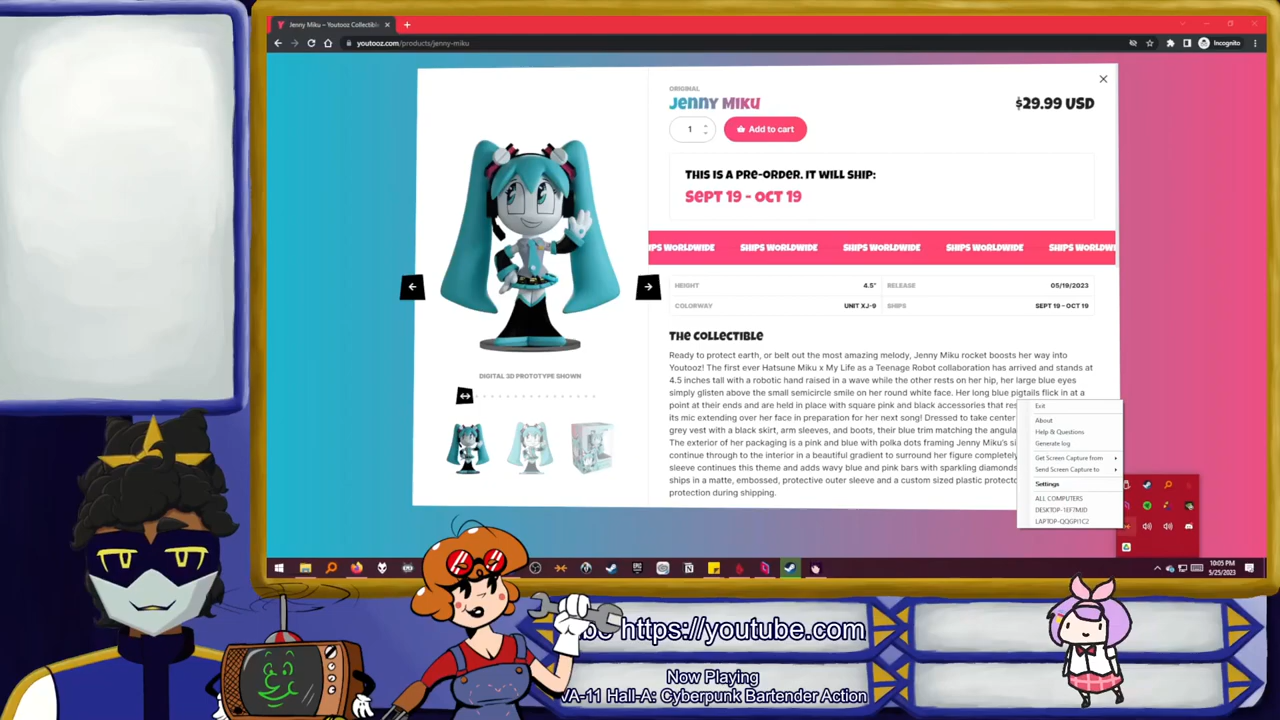 Jenny Miku – Youtooz Collectibl
youtooz.com/products/jenny-miku
Incognito
ORIGINAL
Jenny Miku
$29.99 USD
1
Add to cart
THIS IS A PRE-ORDER. IT WILL SHIP:
SEPT 19 - OCT 19
IPS WORLDWIDE SHIPS WORLDWIDE SHIPS WORLDWIDE SHIPS WORLDWIDE SHIPS WORLDWI
HEIGHT 4.5" RELEASE 05/19/2023
COLORWAY UNIT XJ-9 SHIPS SEPT 19 - OCT 19
DIGITAL 3D PROTOTYPE SHOWN
THE COLLECTIBLE
Ready to protect earth, or belt out the most amazing melody, Jenny Miku rocket boosts her way into
Youtooz! The first ever Hatsune Miku x My Life as a Teenage Robot collaboration has arrived and stands at
4.5 inches tall with a robotic hand raised in a wave while the other rests on her hip, her large blue eyes
simply glisten above the small semicircle smile on her round white face. Her long blue pigtails flick in at a
point at their ends and are held in place with square pink and black accessories that res
its mic extending over her face in preparation for her next song! Dressed to take center
grey vest with a black skirt, arm sleeves, and boots, their blue trim matching the angula
The exterior of her packaging is a pink and blue with polka dots framing Jenny Miku's si
continue through to the interior in a beautiful gradient to surround her figure completely
sleeve continues this theme and adds wavy blue and pink bars with sparkling diamonds
ships in a matte, embossed, protective outer sleeve and a custom sized plastic protecto
protection during shipping.
Exit
About
Help & Questions
Generate log
Get Screen Capture from
Send Screen Capture to
Settings
ALL COMPUTERS
DESKTOP-1EF7MJD
LAPTOP-QQGPI1C2
10:05 PM
5/25/2023
https://youtube.com
Now Playing
VA-11 Hall-A: Cyberpunk Bartender Action